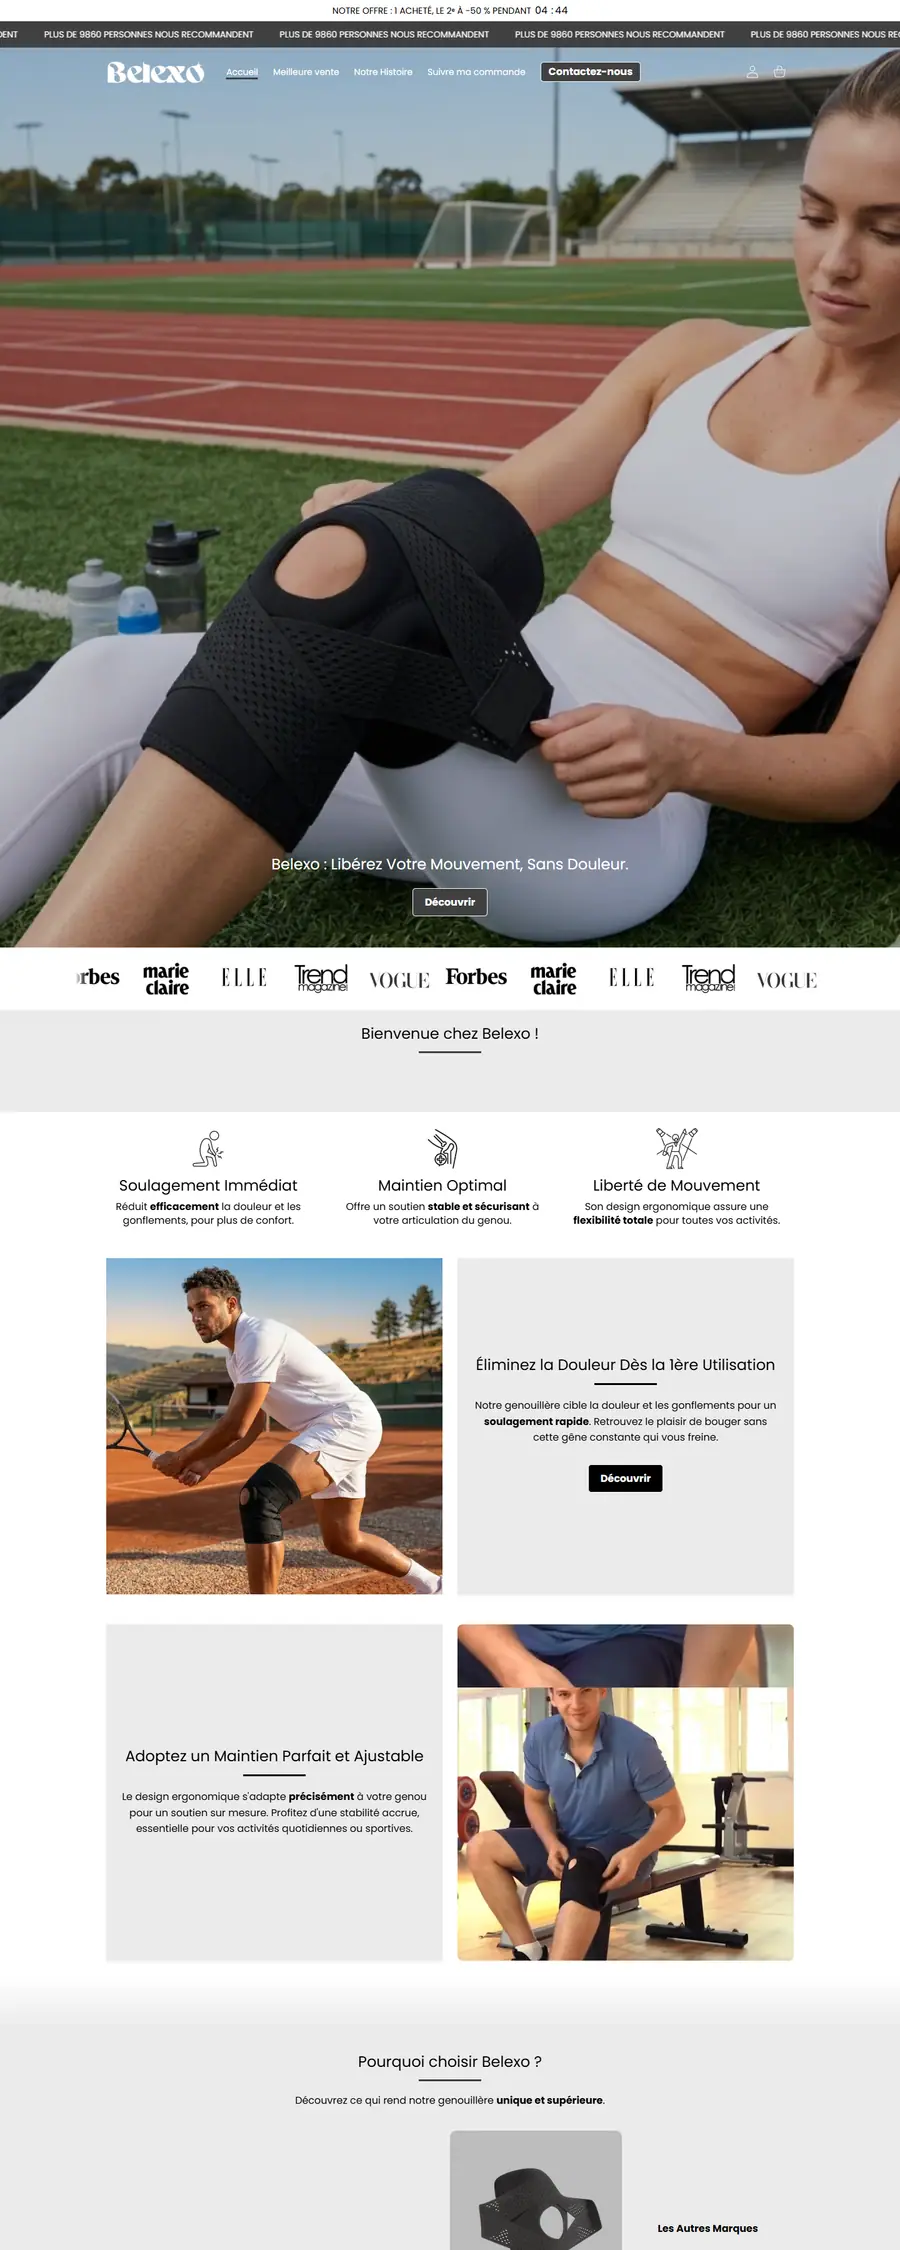 NOTRE OFFRE : 1 ACHETÉ, LE 2ᵉ À -50 % PENDANT 04 : 44
DENT PLUS DE 9860 PERSONNES NOUS RECOMMANDENT PLUS DE 9860 PERSONNES NOUS RECOMMANDENT PLUS DE 9860 PERSONNES NOUS RECOMMANDENT PLUS DE 9860 PERSONNES NOUS RE
Belexo Accueil Meilleure vente Notre Histoire Suivre ma commande Contactez-nous
Belexo : Libérez Votre Mouvement, Sans Douleur.
Découvrir
rbes marie claire ELLE Trend magazine VOGUE Forbes marie claire ELLE Trend magazine VOGUE
Bienvenue chez Belexo !
Soulagement Immédiat
Réduit efficacement la douleur et les
gonflements, pour plus de confort.
Maintien Optimal
Offre un soutien stable et sécurisant à
votre articulation du genou.
Liberté de Mouvement
Son design ergonomique assure une
flexibilité totale pour toutes vos activités.
Éliminez la Douleur Dès la 1ère Utilisation
Notre genouillère cible la douleur et les gonflements pour un
soulagement rapide. Retrouvez le plaisir de bouger sans
cette gêne constante qui vous freine.
Découvrir
Adoptez un Maintien Parfait et Ajustable
Le design ergonomique s'adapte précisément à votre genou
pour un soutien sur mesure. Profitez d'une stabilité accrue,
essentielle pour vos activités quotidiennes ou sportives.
Pourquoi choisir Belexo ?
Découvrez ce qui rend notre genouillère unique et supérieure.
Les Autres Marques